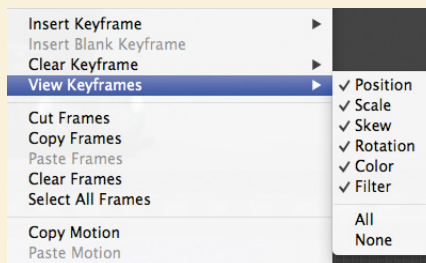 Insert Keyframe
Insert Blank Keyframe
Clear Keyframe
View Keyframes
Cut Frames
Copy Frames
Paste Frames
Clear Frames
Select All Frames
Copy Motion
Paste Motion
✓ Position
✓ Scale
✓ Skew
✓ Rotation
✓ Color
✓ Filter
All
None